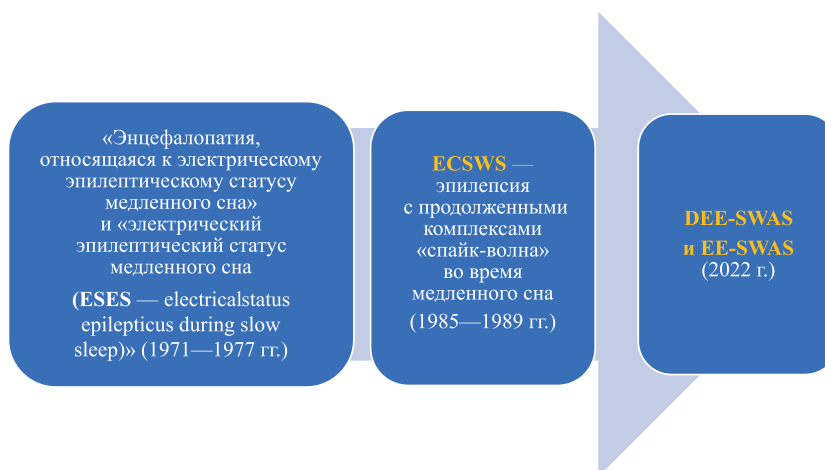 «Энцефалопатия,
относящаяся к электрическому
эпилептическому статусу
медленного сна»
и «электрический
эпилептический статус
медленного сна
(ESES — electricalstatus
epilepticus during slow
sleep)» (1971—1977 гг.)
ECSWS —
эпилепсия
с продолженными
комплексами
«спайк-волна»
во время
медленного сна
(1985—1989 гг.)
DEE-SWAS
и EE-SWAS
(2022 г.)